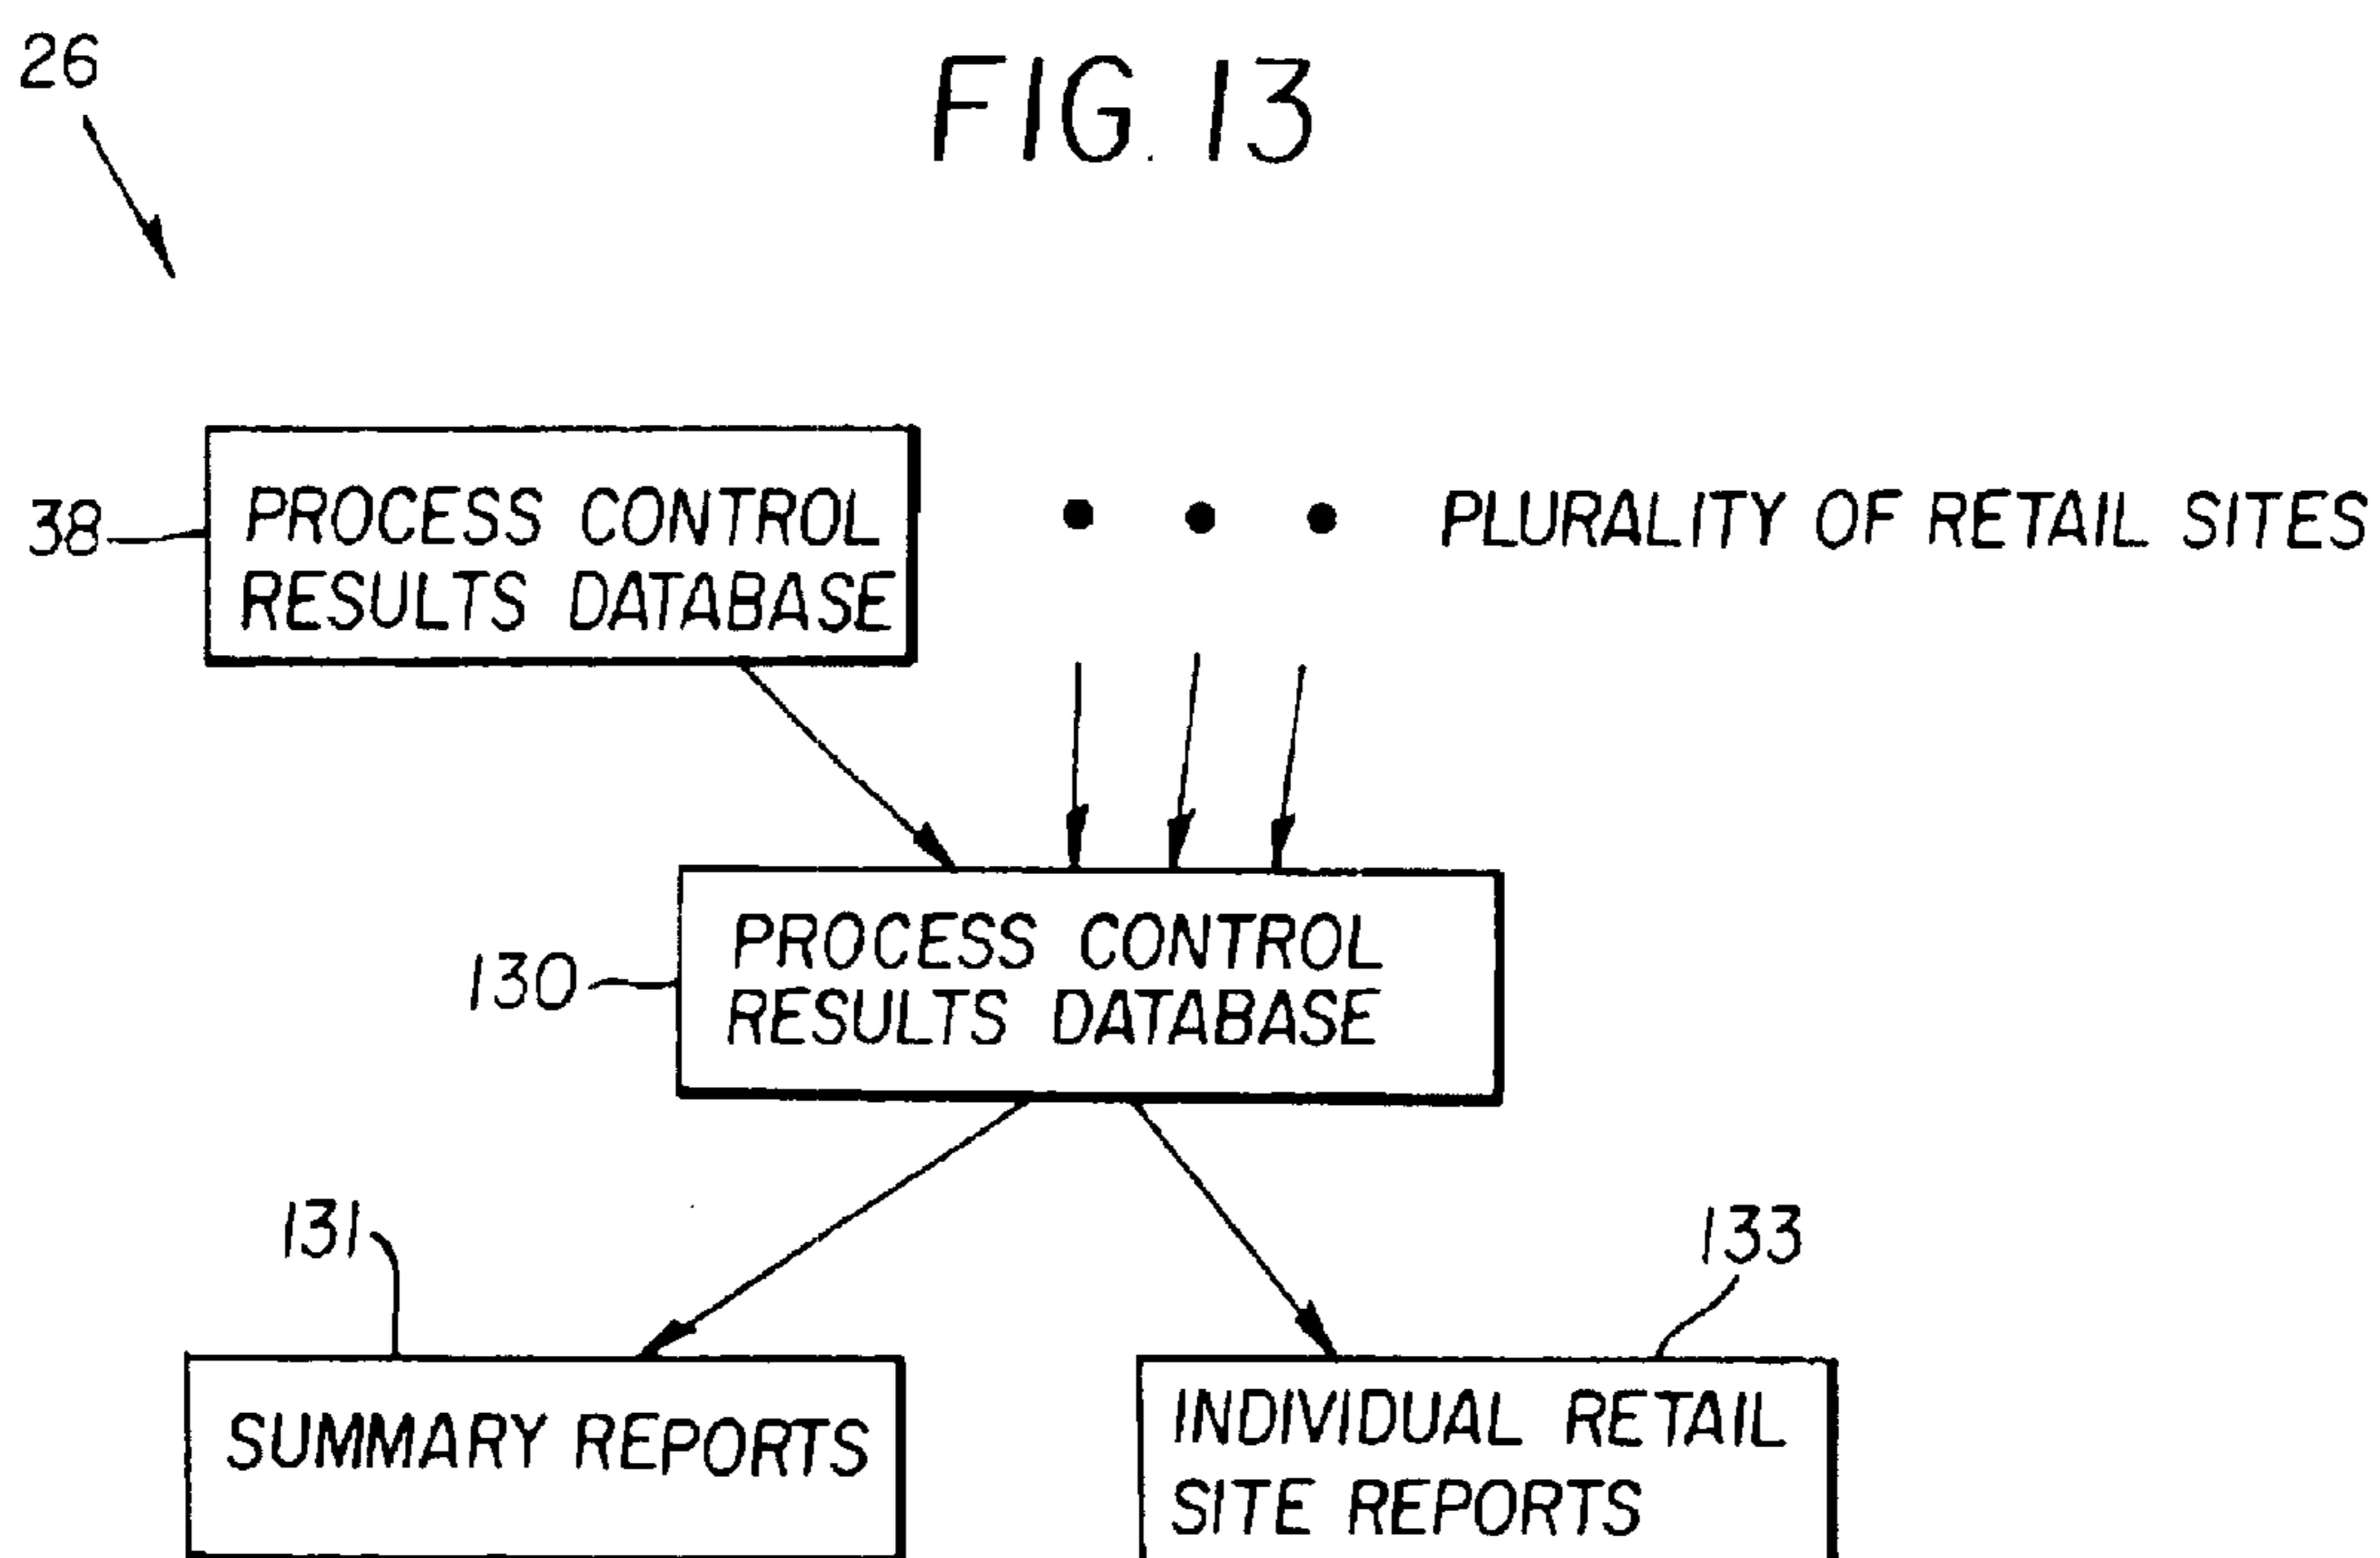 26
FIG. 13
38
PROCESS CONTROL
RESULTS DATABASE
PLURALITY OF RETAIL SITES
130
PROCESS CONTROL
RESULTS DATABASE
131
133
SUMMARY REPORTS
INDIVIDUAL RETAIL
SITE REPORTS